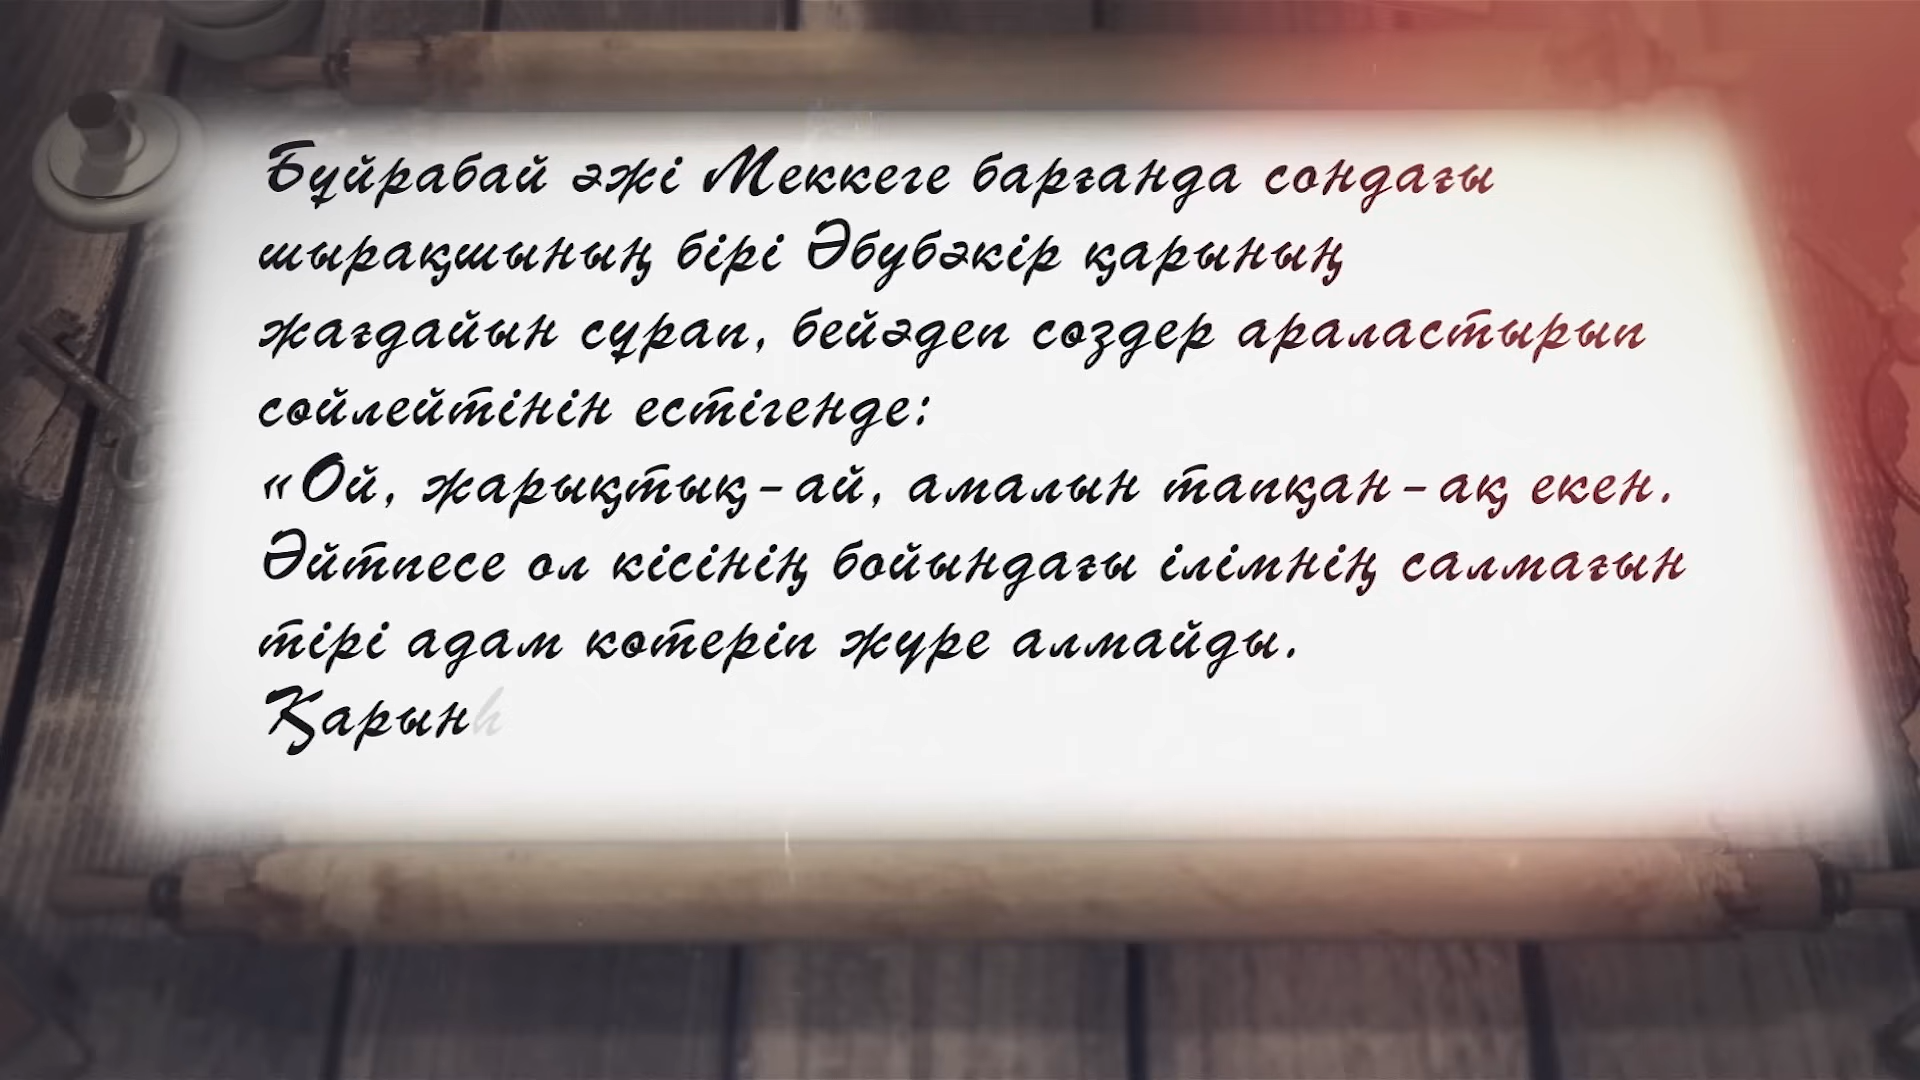 Бұйрабай әжі Меккеге барғанда сондағы
шырақшының бірі Әбубәкір қарының
жағдайын сұрап, бейәдеп сөздер араластырып
сөйлейтінін естігенде:
«Ой, жарықтық-ай, амалын тапқан-ақ екен.
Әйтпесе ол кісінің бойындағы ілімнің салмағын
тірі адам көтеріп жүре алмайды.
Қарын